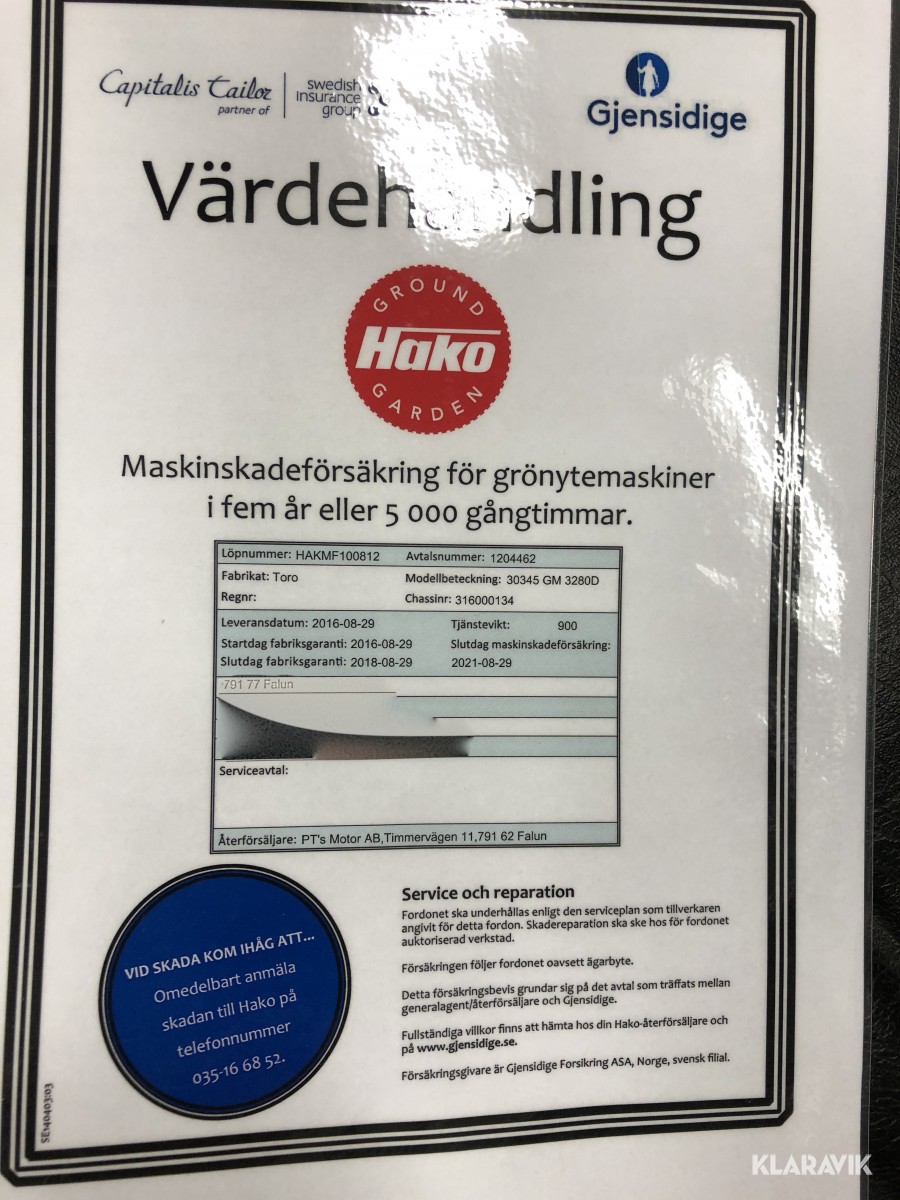 Capitalis Tailor
partner of
swedish
insurance
group
Gjensidige
Värdehandling
GROUND
Hako
GARDEN
Maskinskadeförsäkring för grönytemaskiner
i fem år eller 5 000 gångtimmar.
Löpnummer: HAKMF100812 Avtalsnummer: 1204462
Fabrikat: Toro Modellbeteckning: 30345 GM 3280D
Regnr: Chassinr: 316000134
Leveransdatum: 2016-08-29 Tjänstevikt: 900
Startdag fabriksgaranti: 2016-08-29 Slutdag maskinskadeförsäkring:
Slutdag fabriksgaranti: 2018-08-29 2021-08-29
791 77 Falun
Serviceavtal:
Återförsäljare: PT's Motor AB,Timmervägen 11,791 62 Falun
VID SKADA KOM IHÅG ATT...
Omedelbart anmäla
skadan till Hako på
telefonnummer
035-16 68 52.
Service och reparation
Fordonet ska underhållas enligt den serviceplan som tillverkaren
angivit för detta fordon. Skadereparation ska ske hos för fordonet
auktoriserad verkstad.
Försäkringen följer fordonet oavsett ägarbyte.
Detta försäkringsbevis grundar sig på det avtal som träffats mellan
generalagent/återförsäljare och Gjensidige.
Fullständiga villkor finns att hämta hos din Hako-återförsäljare och
på www.gjensidige.se.
Försäkringsgivare är Gjensidige Forsikring ASA, Norge, svensk filial.
SE140403:03
KLARAVIK